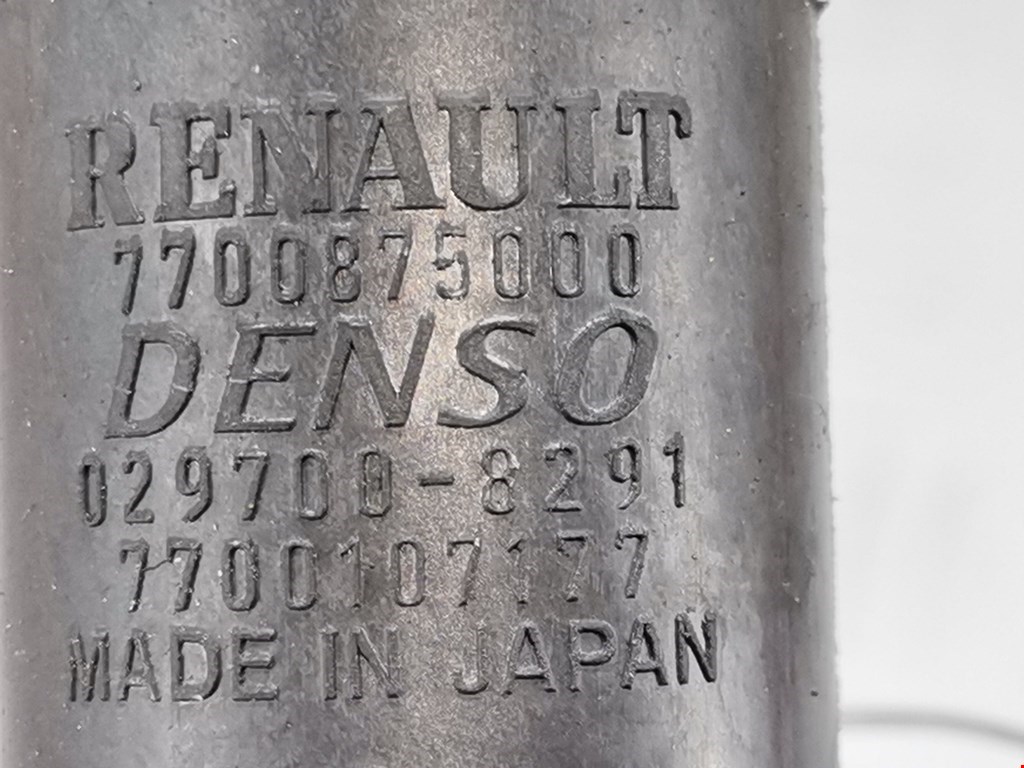 RENAULT
7700875000
DENSO
029700-8291
7700107177
MADE IN JAPAN